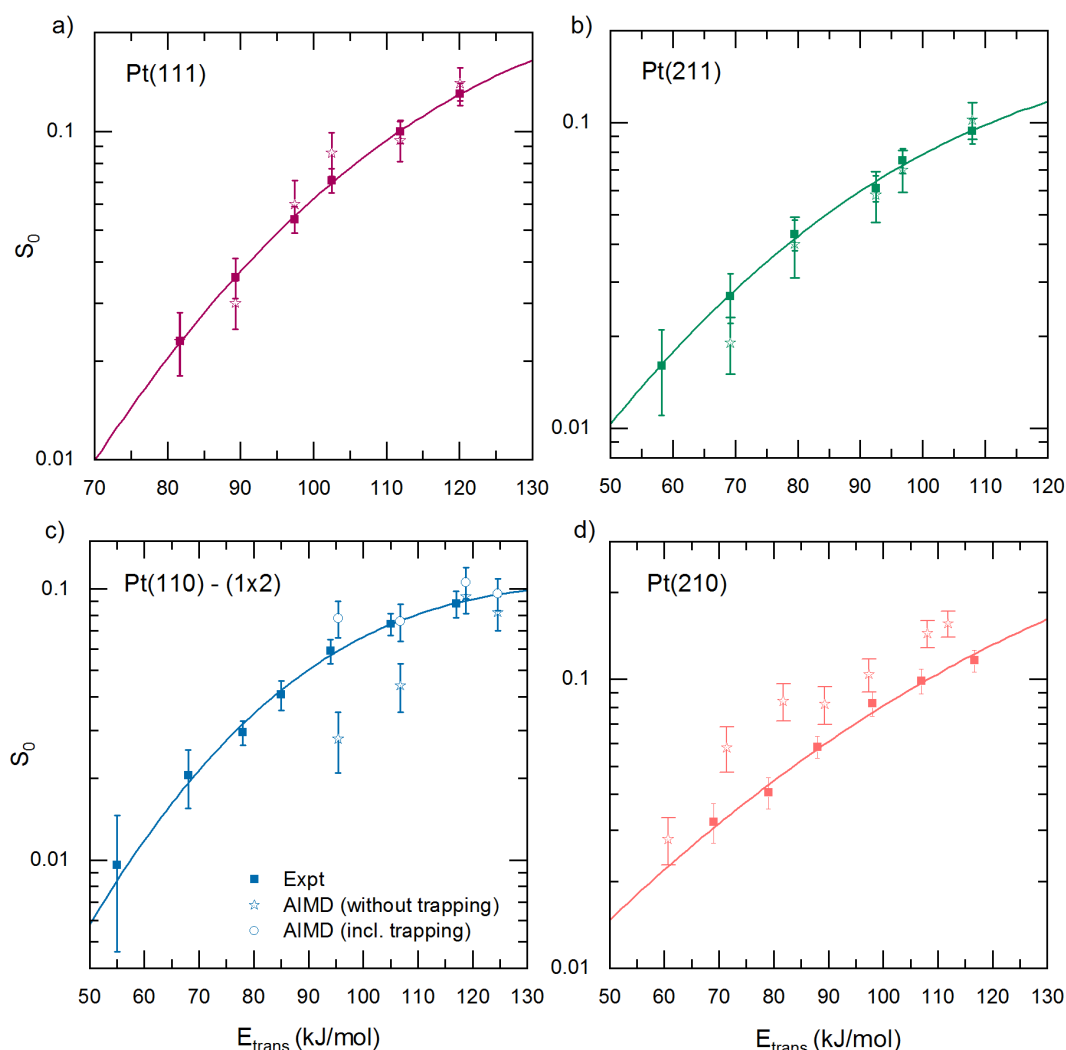 a)
Pt(111)
S0
0.1
0.01
70 80 90 100 110 120 130
b)
Pt(211)
0.1
0.01
50 60 70 80 90 100 110 120
c)
Pt(110) - (1x2)
S0
0.1
0.01
Expt
AIMD (without trapping)
AIMD (incl. trapping)
50 60 70 80 90 100 110 120 130
Etrans (kJ/mol)
d)
Pt(210)
0.1
0.01
50 60 70 80 90 100 110 120 130
Etrans (kJ/mol)